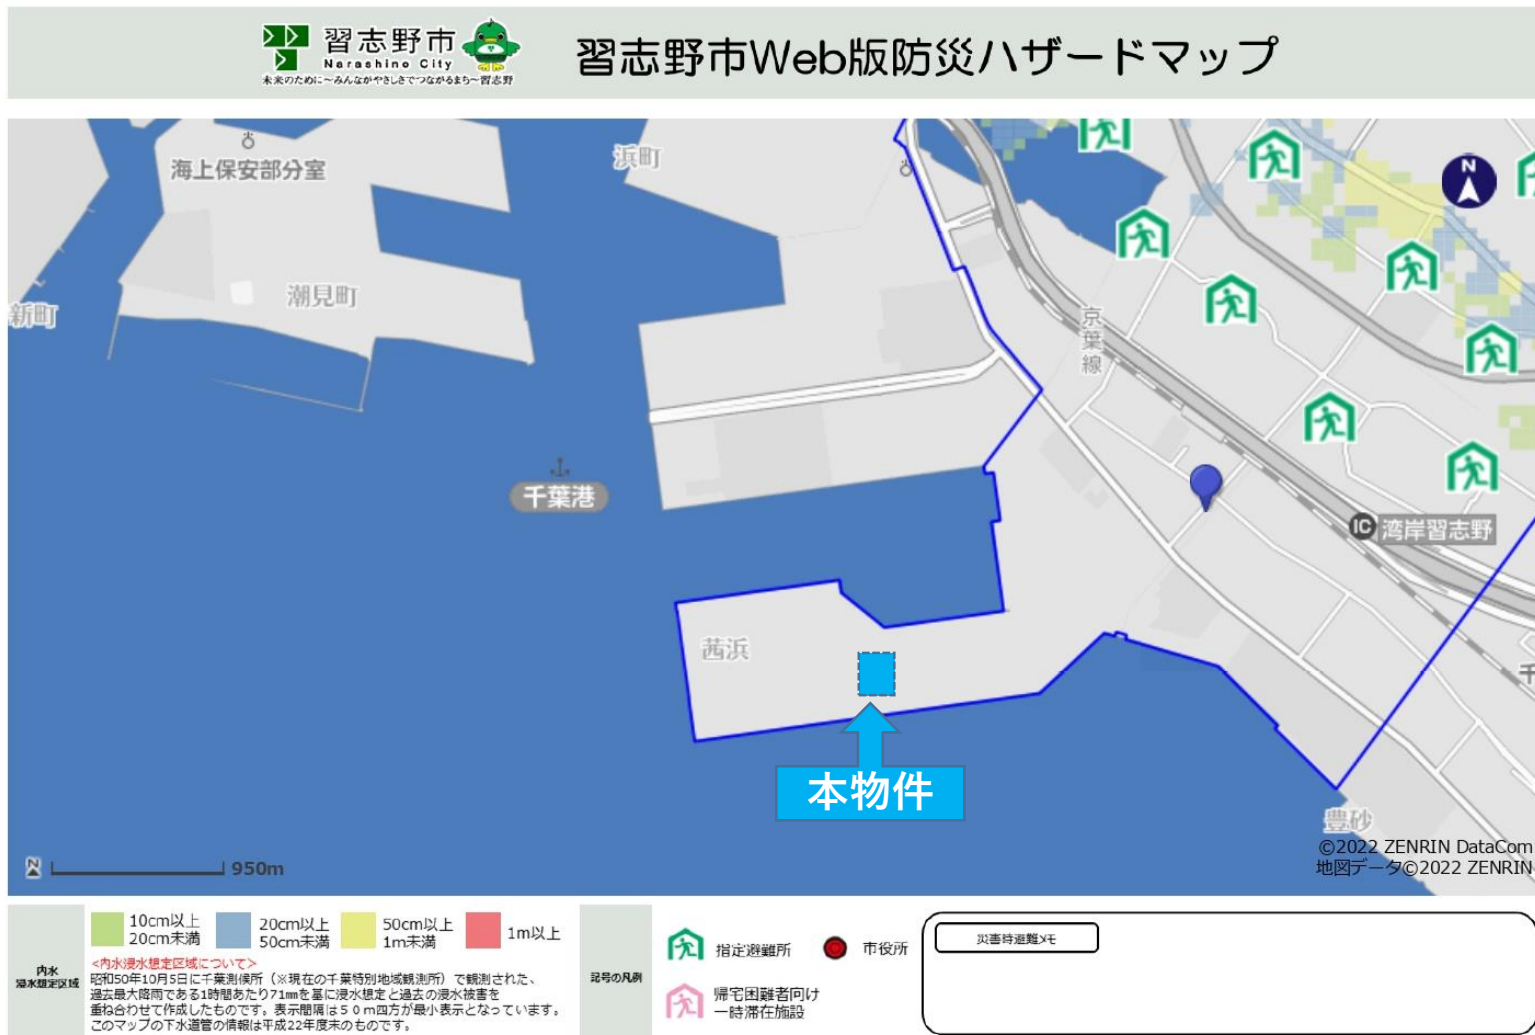 習志野市
Narashino City
未来のために～みんながやさしさでつながるまち～習志野
習志野市Web版防災ハザードマップ
海上保安部分室
浜町
N
潮見町
新町
京葉線
千葉港
IC 湾岸習志野
茜浜
千
本物件
豊砂
©2022 ZENRIN DataCom
地図データ©2022 ZENRIN
N
950m
内水
浸水想定区域
10cm以上
20cm未満
20cm以上
50cm未満
50cm以上
1m未満
1m以上
<内水浸水想定区域について>
昭和50年10月5日に千葉測候所（※現在の千葉特別地域観測所）で観測された、
過去最大降雨である1時間あたり71㎜を基に浸水想定と過去の浸水被害を
重ね合わせて作成したものです。表示間隔は５０ｍ四方が最小表示となっています。
このマップの下水道管の情報は平成22年度末のものです。
記号の凡例
指定避難所
市役所
帰宅困難者向け
一時滞在施設
災害時避難メモ